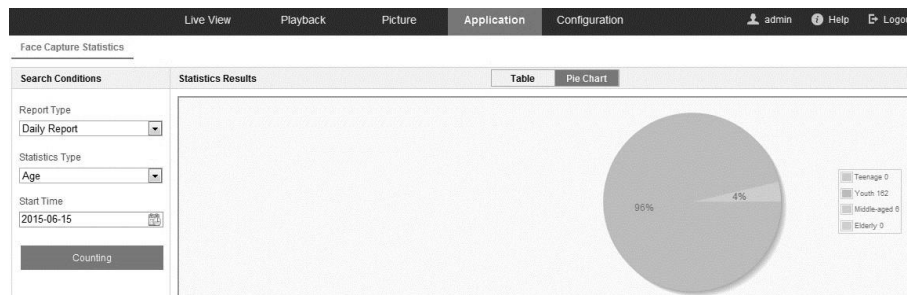 Live View Playback Picture Application Configuration admin Help Logou
Face Capture Statistics
Search Conditions
Statistics Results
Table Pie Chart
Report Type
Daily Report
Statistics Type
Age
Start Time
2015-06-15
Counting
96%
4%
Teenage 0
Youth 162
Middle-aged 6
Elderly 0